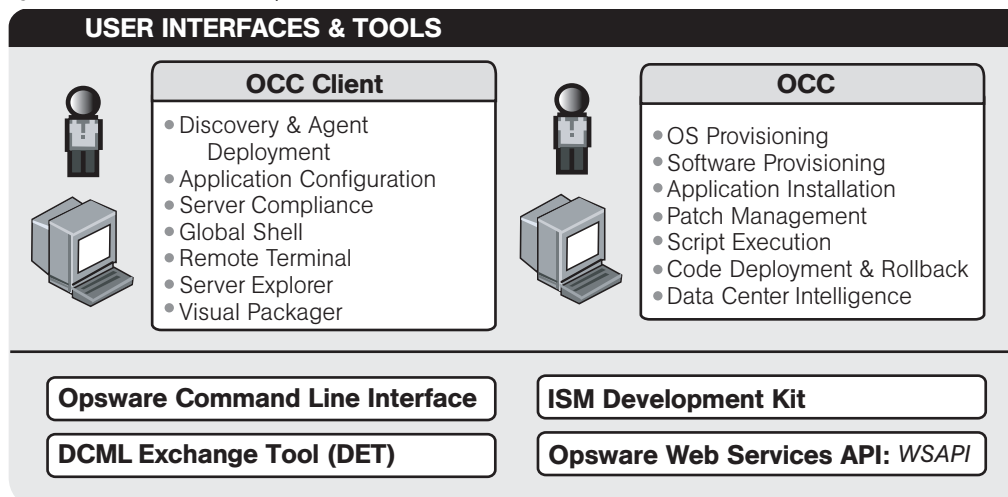 USER INTERFACES & TOOLS
OCC Client
• Discovery & Agent
Deployment
• Application Configuration
• Server Compliance
• Global Shell
• Remote Terminal
• Server Explorer
• Visual Packager
OCC
• OS Provisioning
• Software Provisioning
• Application Installation
• Patch Management
• Script Execution
• Code Deployment & Rollback
• Data Center Intelligence
Opsware Command Line Interface
DCML Exchange Tool (DET)
ISM Development Kit
Opsware Web Services API: WSAPI